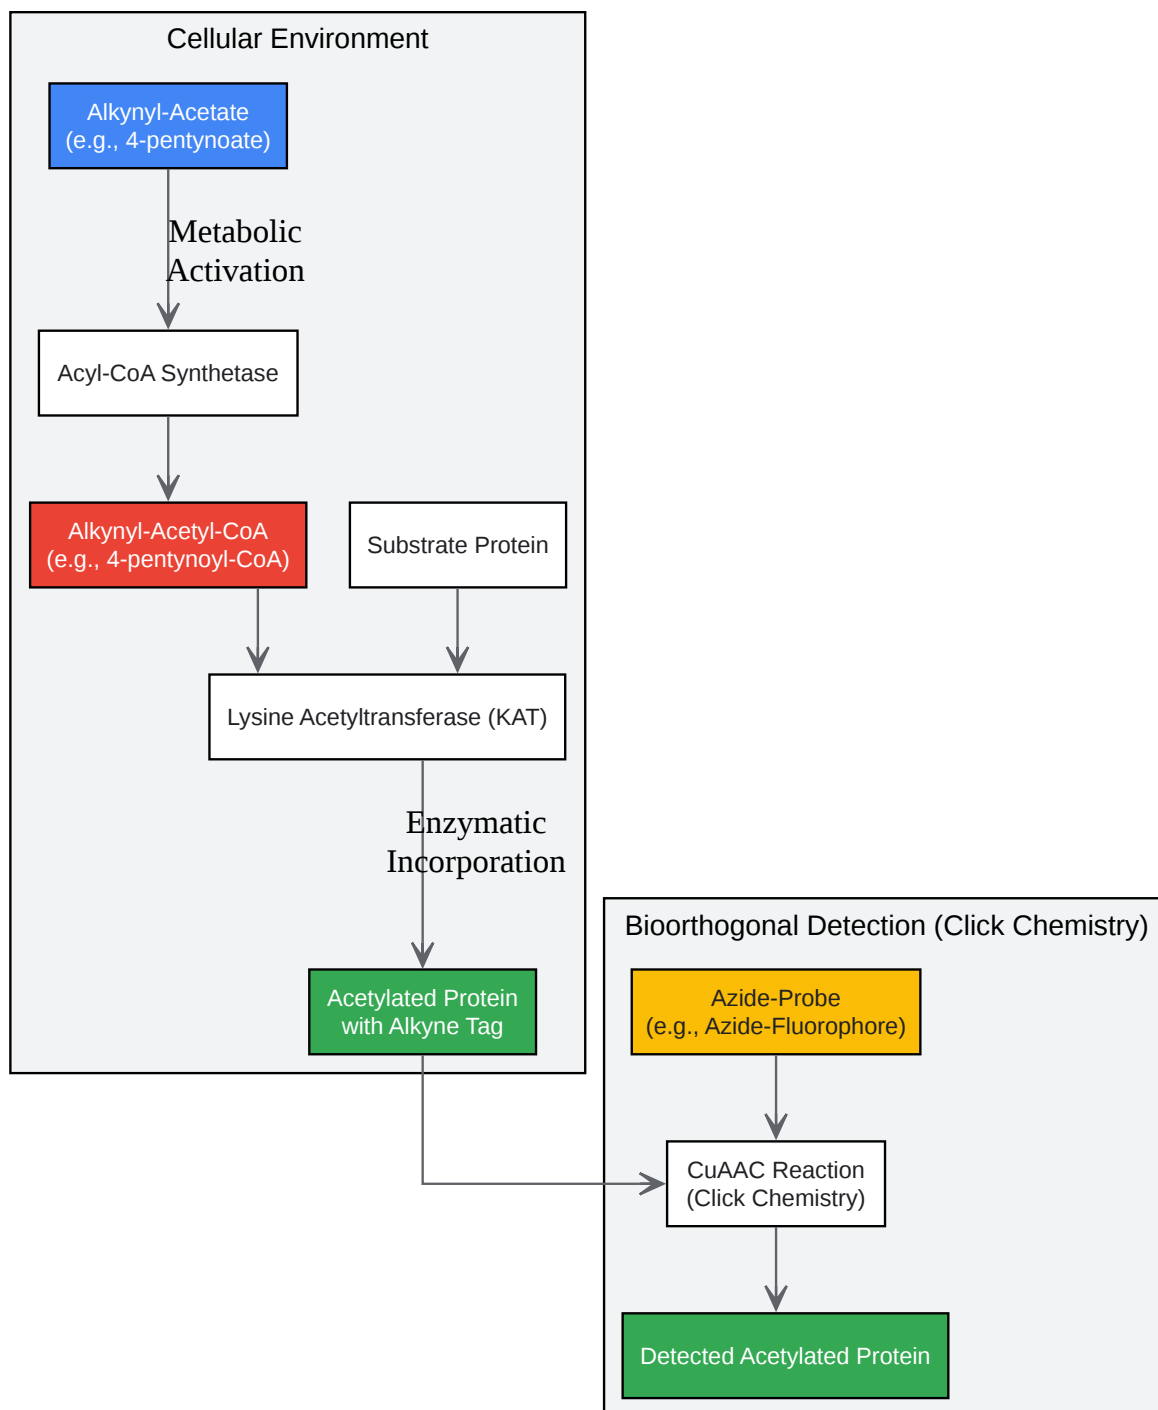 Cellular Environment
Alkynyl-Acetate
(e.g., 4-pentynoate)
Metabolic
Activation
Acyl-CoA Synthetase
Alkynyl-Acetyl-CoA
(e.g., 4-pentynoyl-CoA)
Substrate Protein
Lysine Acetyltransferase (KAT)
Enzymatic
Incorporation
Acetylated Protein
with Alkyne Tag
Bioorthogonal Detection (Click Chemistry)
Azide-Probe
(e.g., Azide-Fluorophore)
CuAAC Reaction
(Click Chemistry)
Detected Acetylated Protein